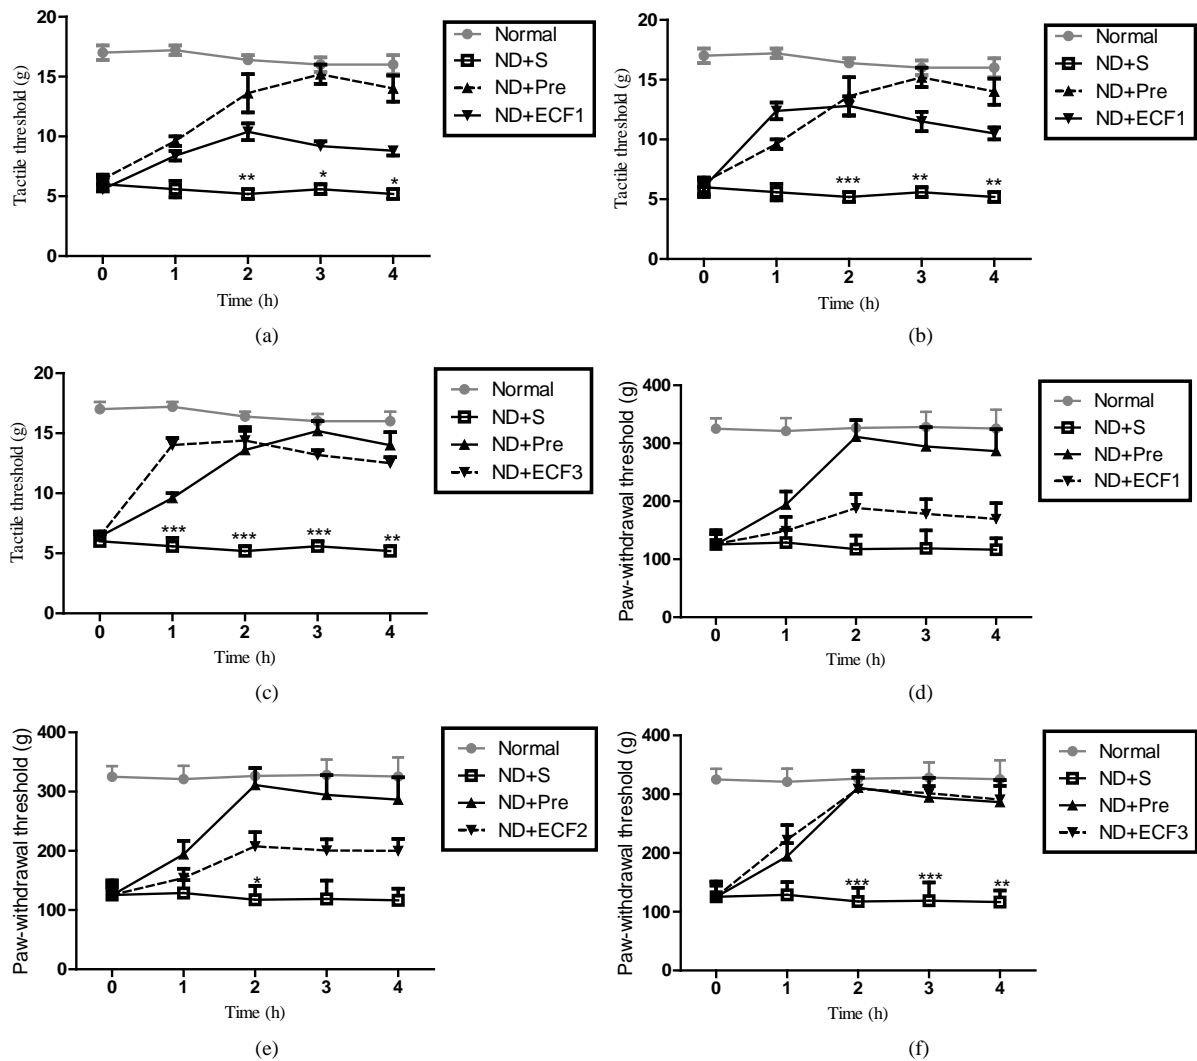 20
15
10
5
0
Tactile threshold (g)
**
*
*
0 1 2 3 4
Time (h)
Normal
ND+S
ND+Pre
ND+ECF1
(a)
20
15
10
5
0
Tactile threshold (g)
***
**
**
0 1 2 3 4
Time (h)
Normal
ND+S
ND+Pre
ND+ECF1
(b)
20
15
10
5
0
Tactile threshold (g)
***
***
***
**
0 1 2 3 4
Time (h)
Normal
ND+S
ND+Pre
ND+ECF3
(c)
400
300
200
100
0
Paw-withdrawal threshold (g)
0 1 2 3 4
Time (h)
Normal
ND+S
ND+Pre
ND+ECF1
(d)
400
300
200
100
0
Paw-withdrawal threshold (g)
*
0 1 2 3 4
Time (h)
Normal
ND+S
ND+Pre
ND+ECF2
(e)
400
300
200
100
0
Paw-withdrawal threshold (g)
***
***
**
0 1 2 3 4
Time (h)
Normal
ND+S
ND+Pre
ND+ECF3
(f)